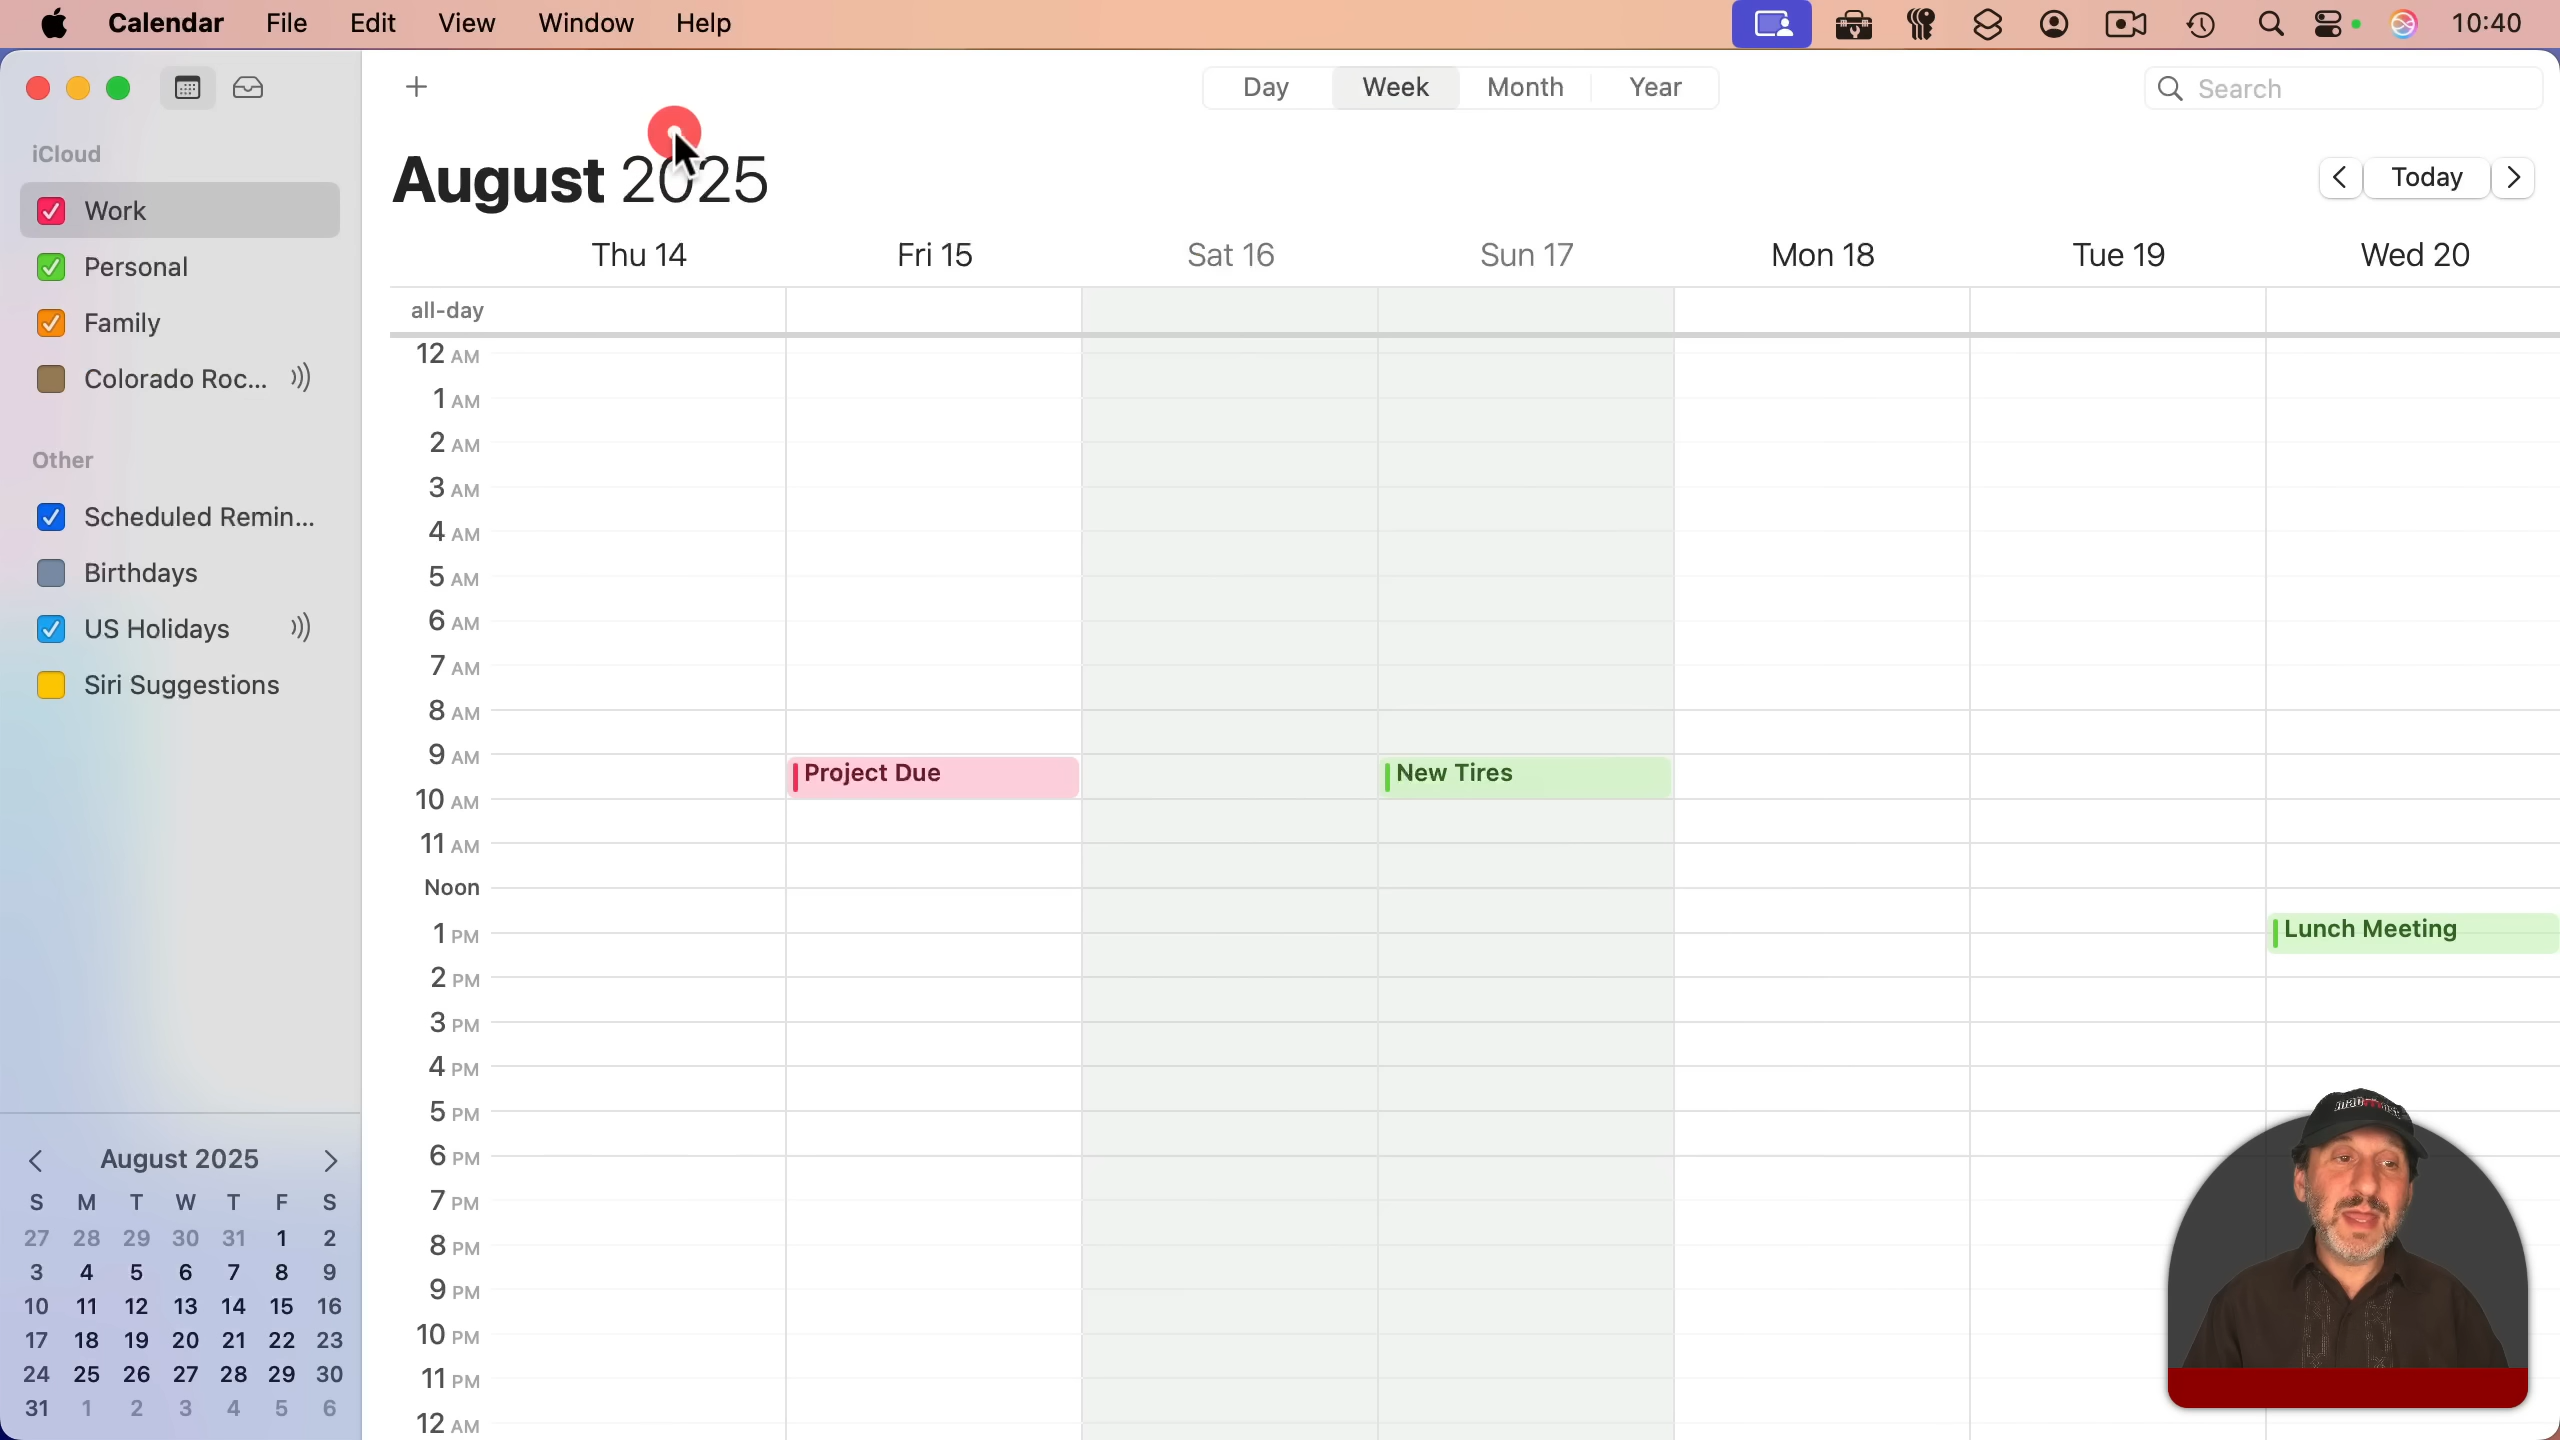 Calendar File Edit View Window Help 10:40
Day Week Month Year
Search
iCloud
Work
Personal
Family
Colorado Roc...
Other
Scheduled Remin...
Birthdays
US Holidays
Siri Suggestions
August 2025
S M T W T F S
27 28 29 30 31 1 2
3 4 5 6 7 8 9
10 11 12 13 14 15 16
17 18 19 20 21 22 23
24 25 26 27 28 29 30
31 1 2 3 4 5 6
August 2025
Today
Thu 14 Fri 15 Sat 16 Sun 17 Mon 18 Tue 19 Wed 20
all-day
12 AM
1 AM
2 AM
3 AM
4 AM
5 AM
6 AM
7 AM
8 AM
9 AM
Project Due New Tires
10 AM
11 AM
Noon
1 PM Lunch Meeting
2 PM
3 PM
4 PM
5 PM
6 PM
7 PM
8 PM
9 PM
10 PM
11 PM
12 AM